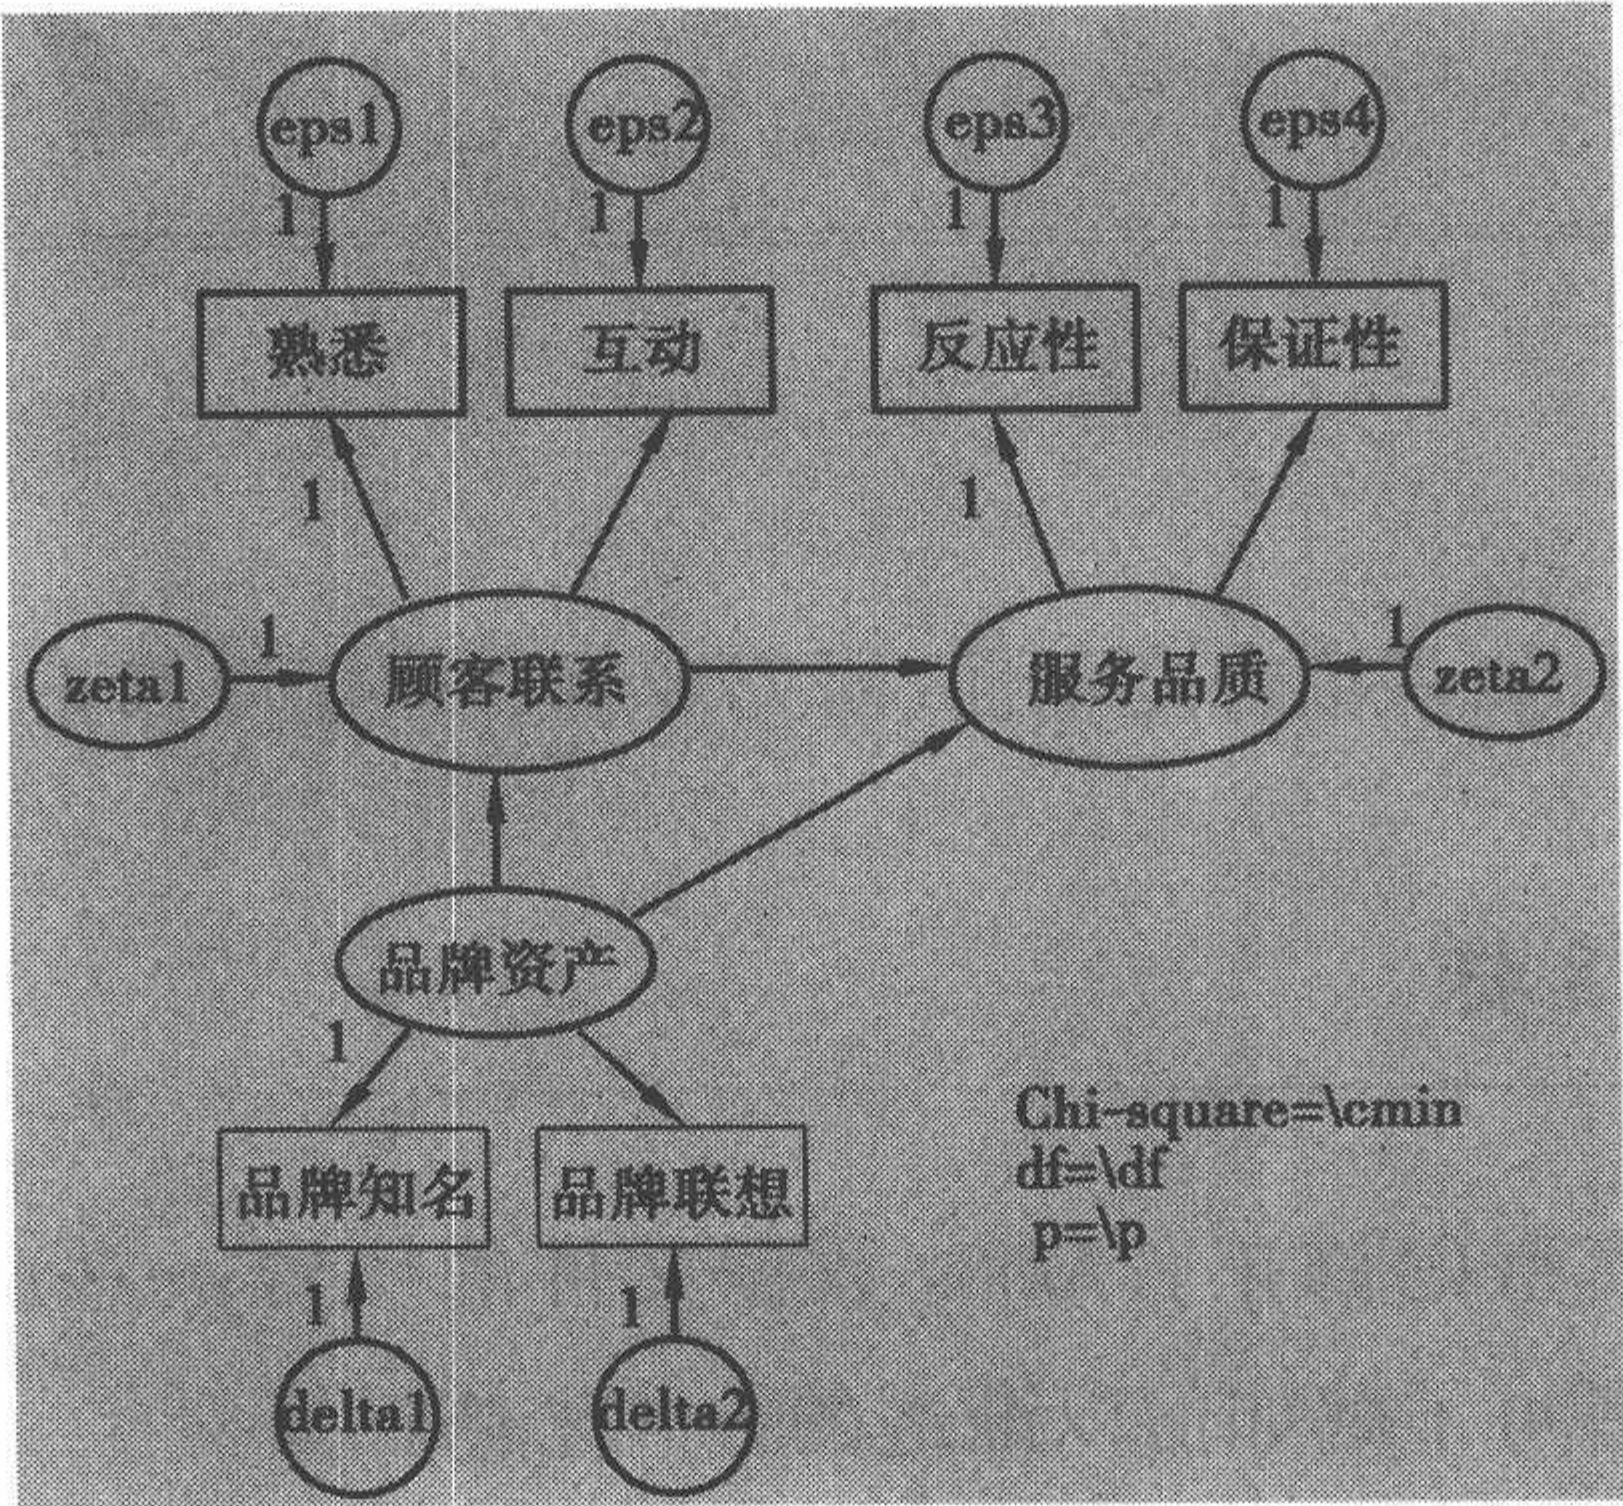 eps1 eps2 eps3 eps4
1 1 1 1
熟悉 互动 反应性 保证性
1 1
zeta1 1 顾客联系 服务品质 1 zeta2
品牌资产
1
品牌知名 品牌联想
1 1
delta1 delta2
Chi-square=\cmin
df=\df
p=\p